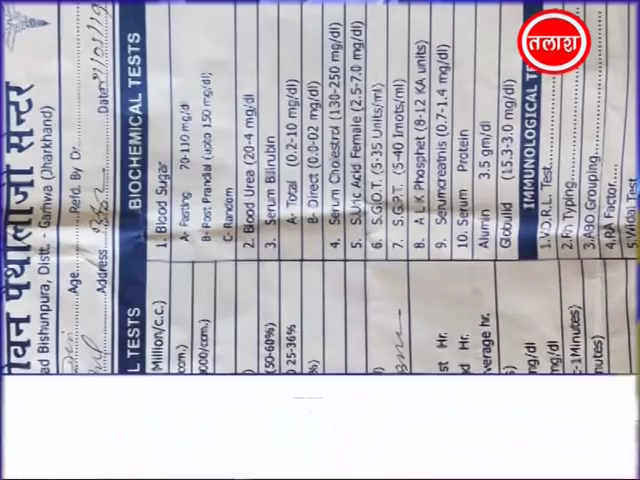 तलाश
विन पैथोलॉजी सेन्टर
ad Bishunpura, Distt. - Garhwa (Jharkhand)
Age Refd. By Dr.
Address Date
L TESTS BIOCHEMICAL TESTS
Million/c.c.) 1. Blood Sugar
com.) A- Fasting 70-110 mg/dl
000/com.) B- Post Prandial (upto 150 mg/dl)
C- Random
) 2. Blood Urea (20-4 mg/dl
(50-60%) 3. Serum Bilirubin
) 25-36% A- Total (0.2-10 mg/dl)
%) B- Direct (0.0-02 mg/dl)
4. Serum Cholestrol (130-250 mg/dl)
5. S.Uric Acid Female (2.5-7.0 mg/dl)
) 6. S.G.O.T. (5-35 Units/ml)
7. S.G.P.T. (5-40 Imots/ml)
8. A L K Phosphet (8-12 KA units)
st Hr. 9. Serumcreatnis (0.7-1.4 mg/dl)
d Hr. 10. Serum Protein
verage hr. Alumin 3.5 gm/dl
) Globulid (15.3-3.0 mg/dl)
ng/dl IMMUNOLOGICAL TE
mg/dl 1.V.D.R.L. Test
-1Minutes) 2.Rh Typing
nutes) 3.ABO Grouping
4.RA Factor
5.Widal Test